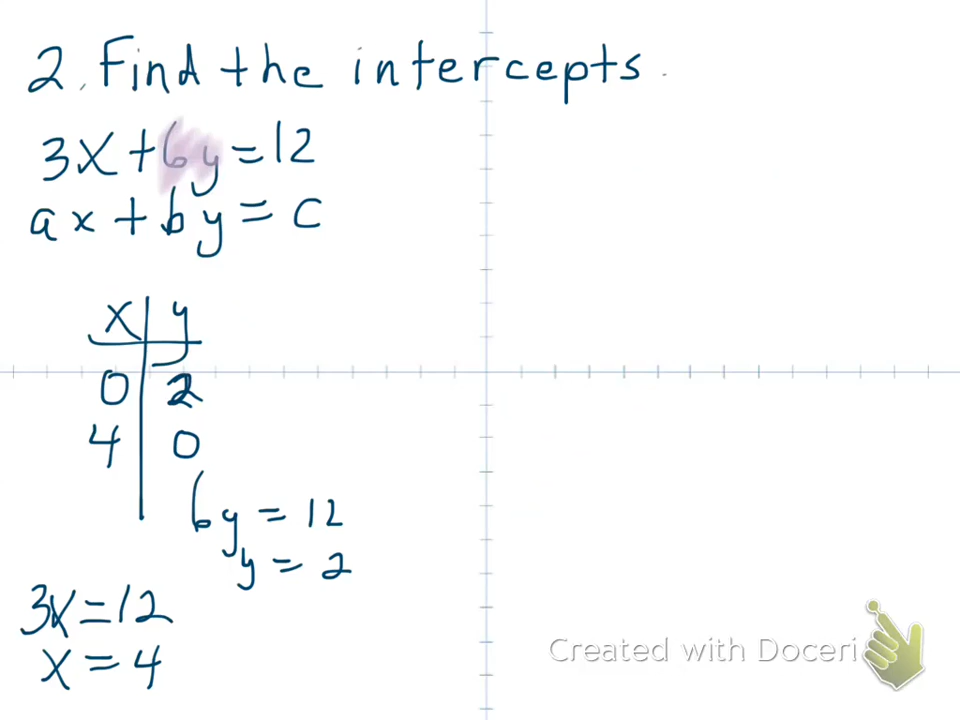 2. Find the intercepts.
3x + 6y = 12
ax + by = c
x y
0 2
4 0
6y = 12
y = 2
3x = 12
x = 4
Created with Doceri